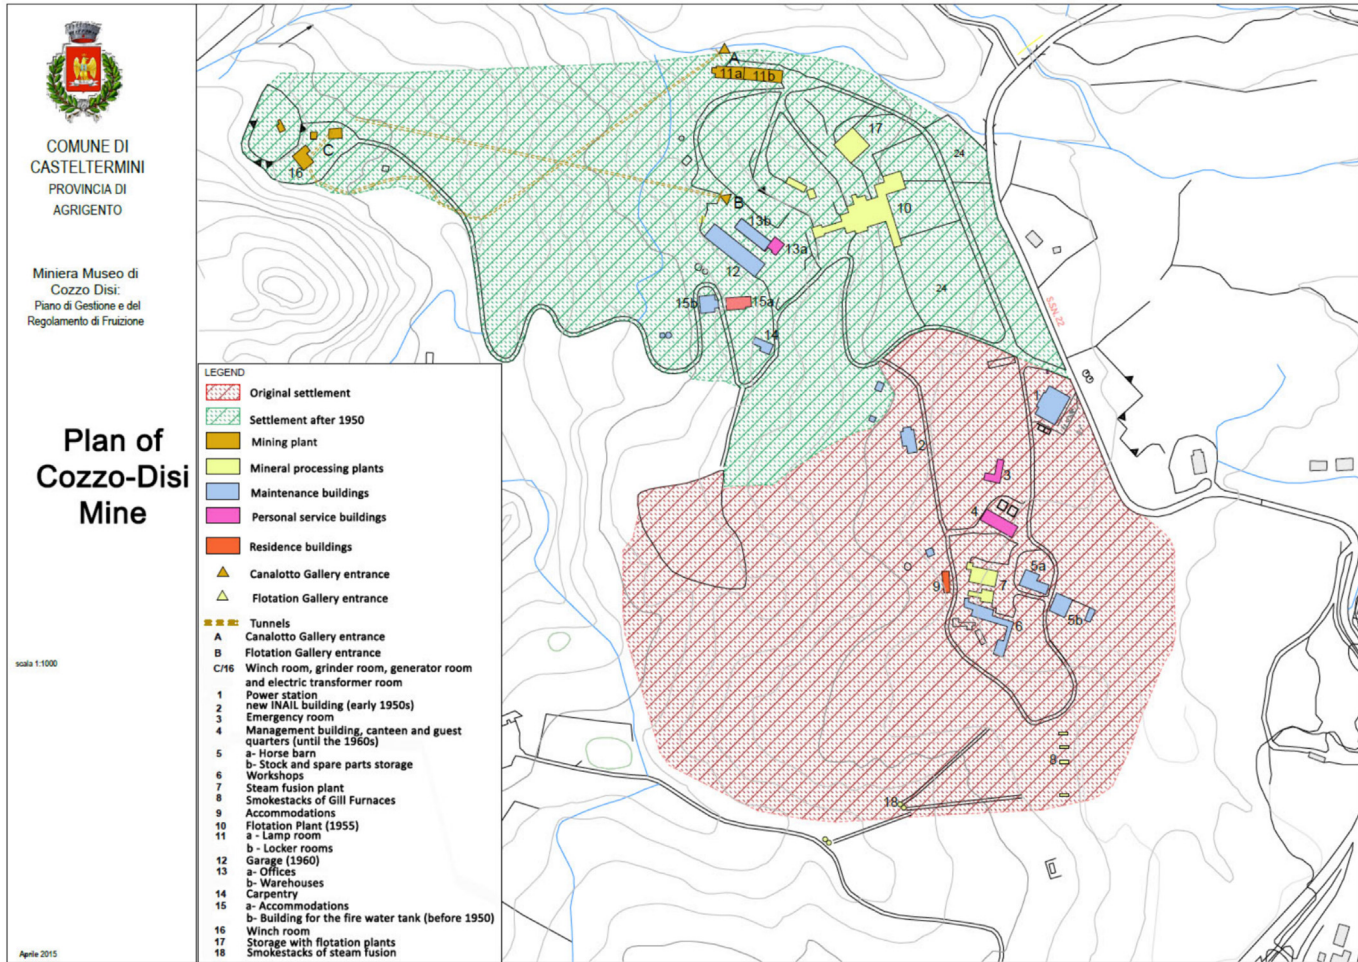 COMUNE DI
CASTELTERMINI
PROVINCIA DI
AGRIGENTO
Miniera Museo di
Cozzo Disi:
Piano di Gestione e del
Regolamento di Fruizione
Plan of
Cozzo-Disi
Mine
scala 1:1000
Aprile 2015
LEGEND
Original settlement
Settlement after 1950
Mining plant
Mineral processing plants
Maintenance buildings
Personal service buildings
Residence buildings
Canalotto Gallery entrance
Flotation Gallery entrance
Tunnels
A Canalotto Gallery entrance
B Flotation Gallery entrance
C/16 Winch room, grinder room, generator room
and electric transformer room
1 Power station
2 new INAIL building (early 1950s)
3 Emergency room
4 Management building, canteen and guest
quarters (until the 1960s)
5 a- Horse barn
b- Stock and spare parts storage
6 Workshops
7 Steam fusion plant
8 Smokestacks of Gill Furnaces
9 Accommodations
10 Flotation Plant (1955)
11 a - Lamp room
b - Locker rooms
12 Garage (1960)
13 a- Offices
b- Warehouses
14 Carpentry
15 a- Accommodations
b- Building for the fire water tank (before 1950)
16 Winch room
17 Storage with flotation plants
18 Smokestacks of steam fusion
A
11a 11b
17
24
C
16
B
13b
10
13a
12
24
15b
15a
S.S.N.22
14
1
2
3
4
5a
9
7
5b
6
8
18